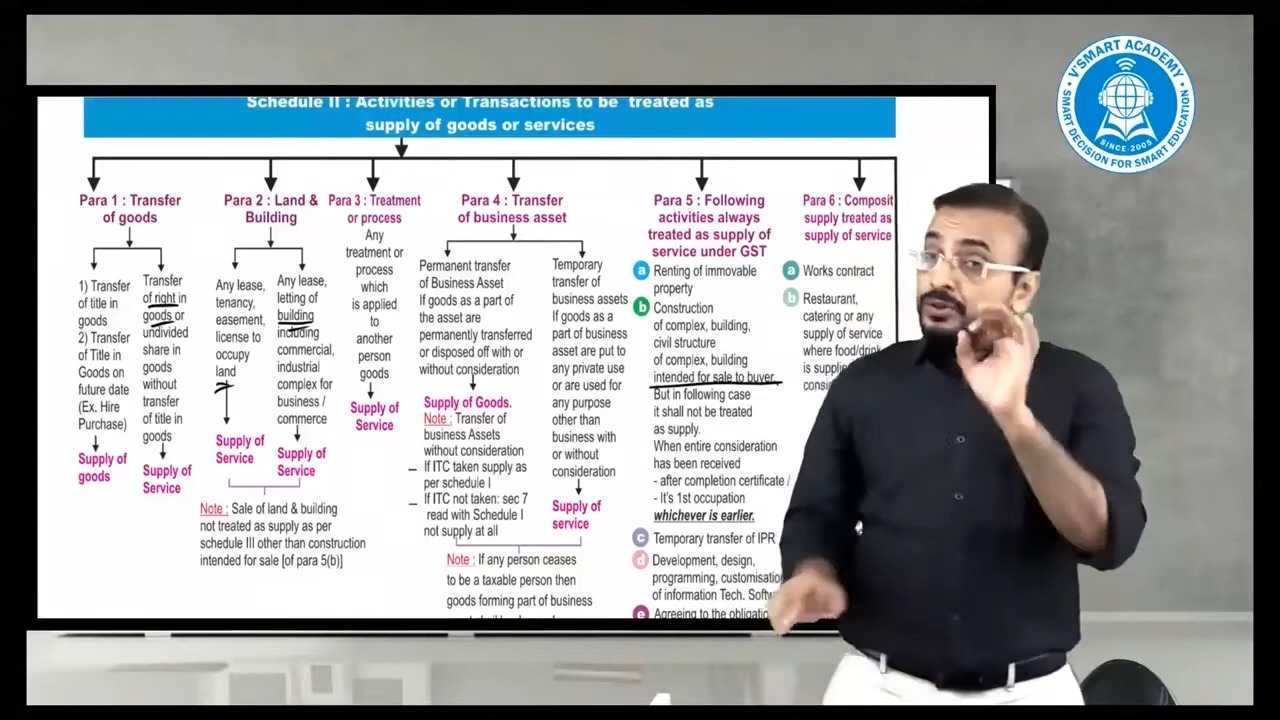 Schedule II : Activities or Transactions to be treated as
supply of goods or services
Para 1 : Transfer
of goods
1) Transfer
of title in
goods
2) Transfer
of Title in
Goods on
future date
(Ex. Hire
Purchase)
Supply of
goods
Transfer
of right in
goods or
undivided
share in
goods
without
transfer
of title in
goods
Supply of
Service
Para 2 : Land &
Building
Any lease,
tenancy,
easement,
license to
occupy
land
Supply of
Service
Any lease,
letting of
building
including
commercial,
industrial
complex for
business /
commerce
Supply of
Service
Note : Sale of land & building
not treated as supply as per
schedule III other than construction
intended for sale [of para 5(b)]
Para 3 : Treatment
or process
Any
treatment or
process
which
is applied
to
another
person
goods
Supply of
Service
Para 4 : Transfer
of business asset
Permanent transfer
of Business Asset
If goods as a part of
the asset are
permanently transferred
or disposed off with or
without consideration
Supply of Goods.
Note : Transfer of
business Assets
without consideration
– If ITC taken supply as
per schedule I
– If ITC not taken: sec 7
read with Schedule I
not supply at all
Temporary
transfer of
business assets
If goods as a
part of business
asset are put to
any private use
or are used for
any purpose
other than
business with
or without
consideration
Supply of
service
Note : If any person ceases
to be a taxable person then
goods forming part of business
Para 5 : Following
activities always
treated as supply of
service under GST
a Renting of immovable
property
b Construction
of complex, building,
civil structure
of complex, building
intended for sale to buyer
But in following case
it shall not be treated
as supply.
When entire consideration
has been received
- after completion certificate /
- It's 1st occupation
whichever is earlier.
c Temporary transfer of IPR
d Development, design,
programming, customisatio
of information Tech. Softw
e Agreeing to the obligatio
Para 6 : Composit
supply treated as
supply of service
a Works contract
b Restaurant,
catering or any
supply of service
where food/drink
is supplie
consi
V'SMART ACADEMY
SMART DECISION FOR SMART EDUCATION
SINCE-2005